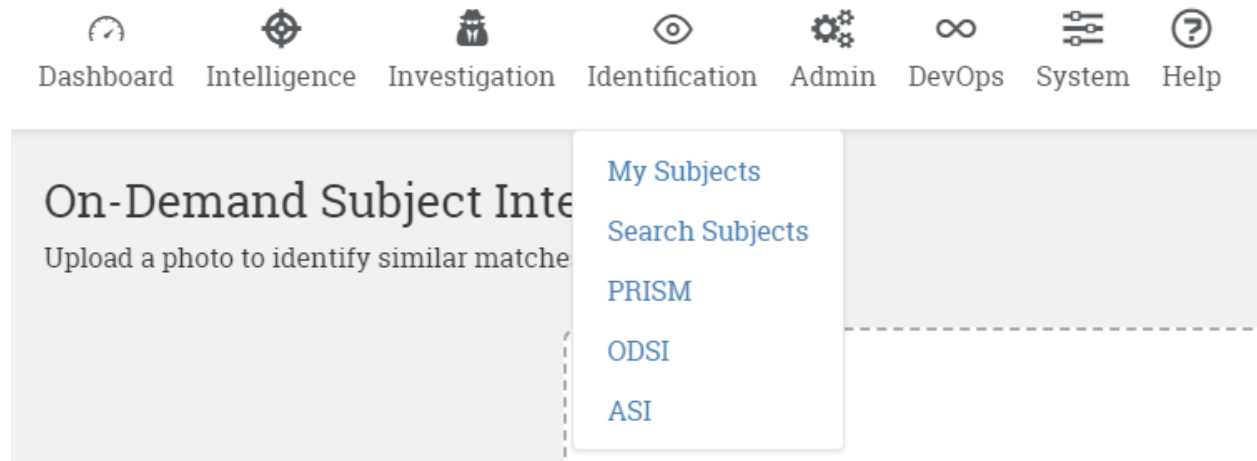 Dashboard Intelligence Investigation Identification Admin DevOps System Help
My Subjects
On-Demand Subject Inte
Search Subjects
Upload a photo to identify similar matche
PRISM
ODSI
ASI